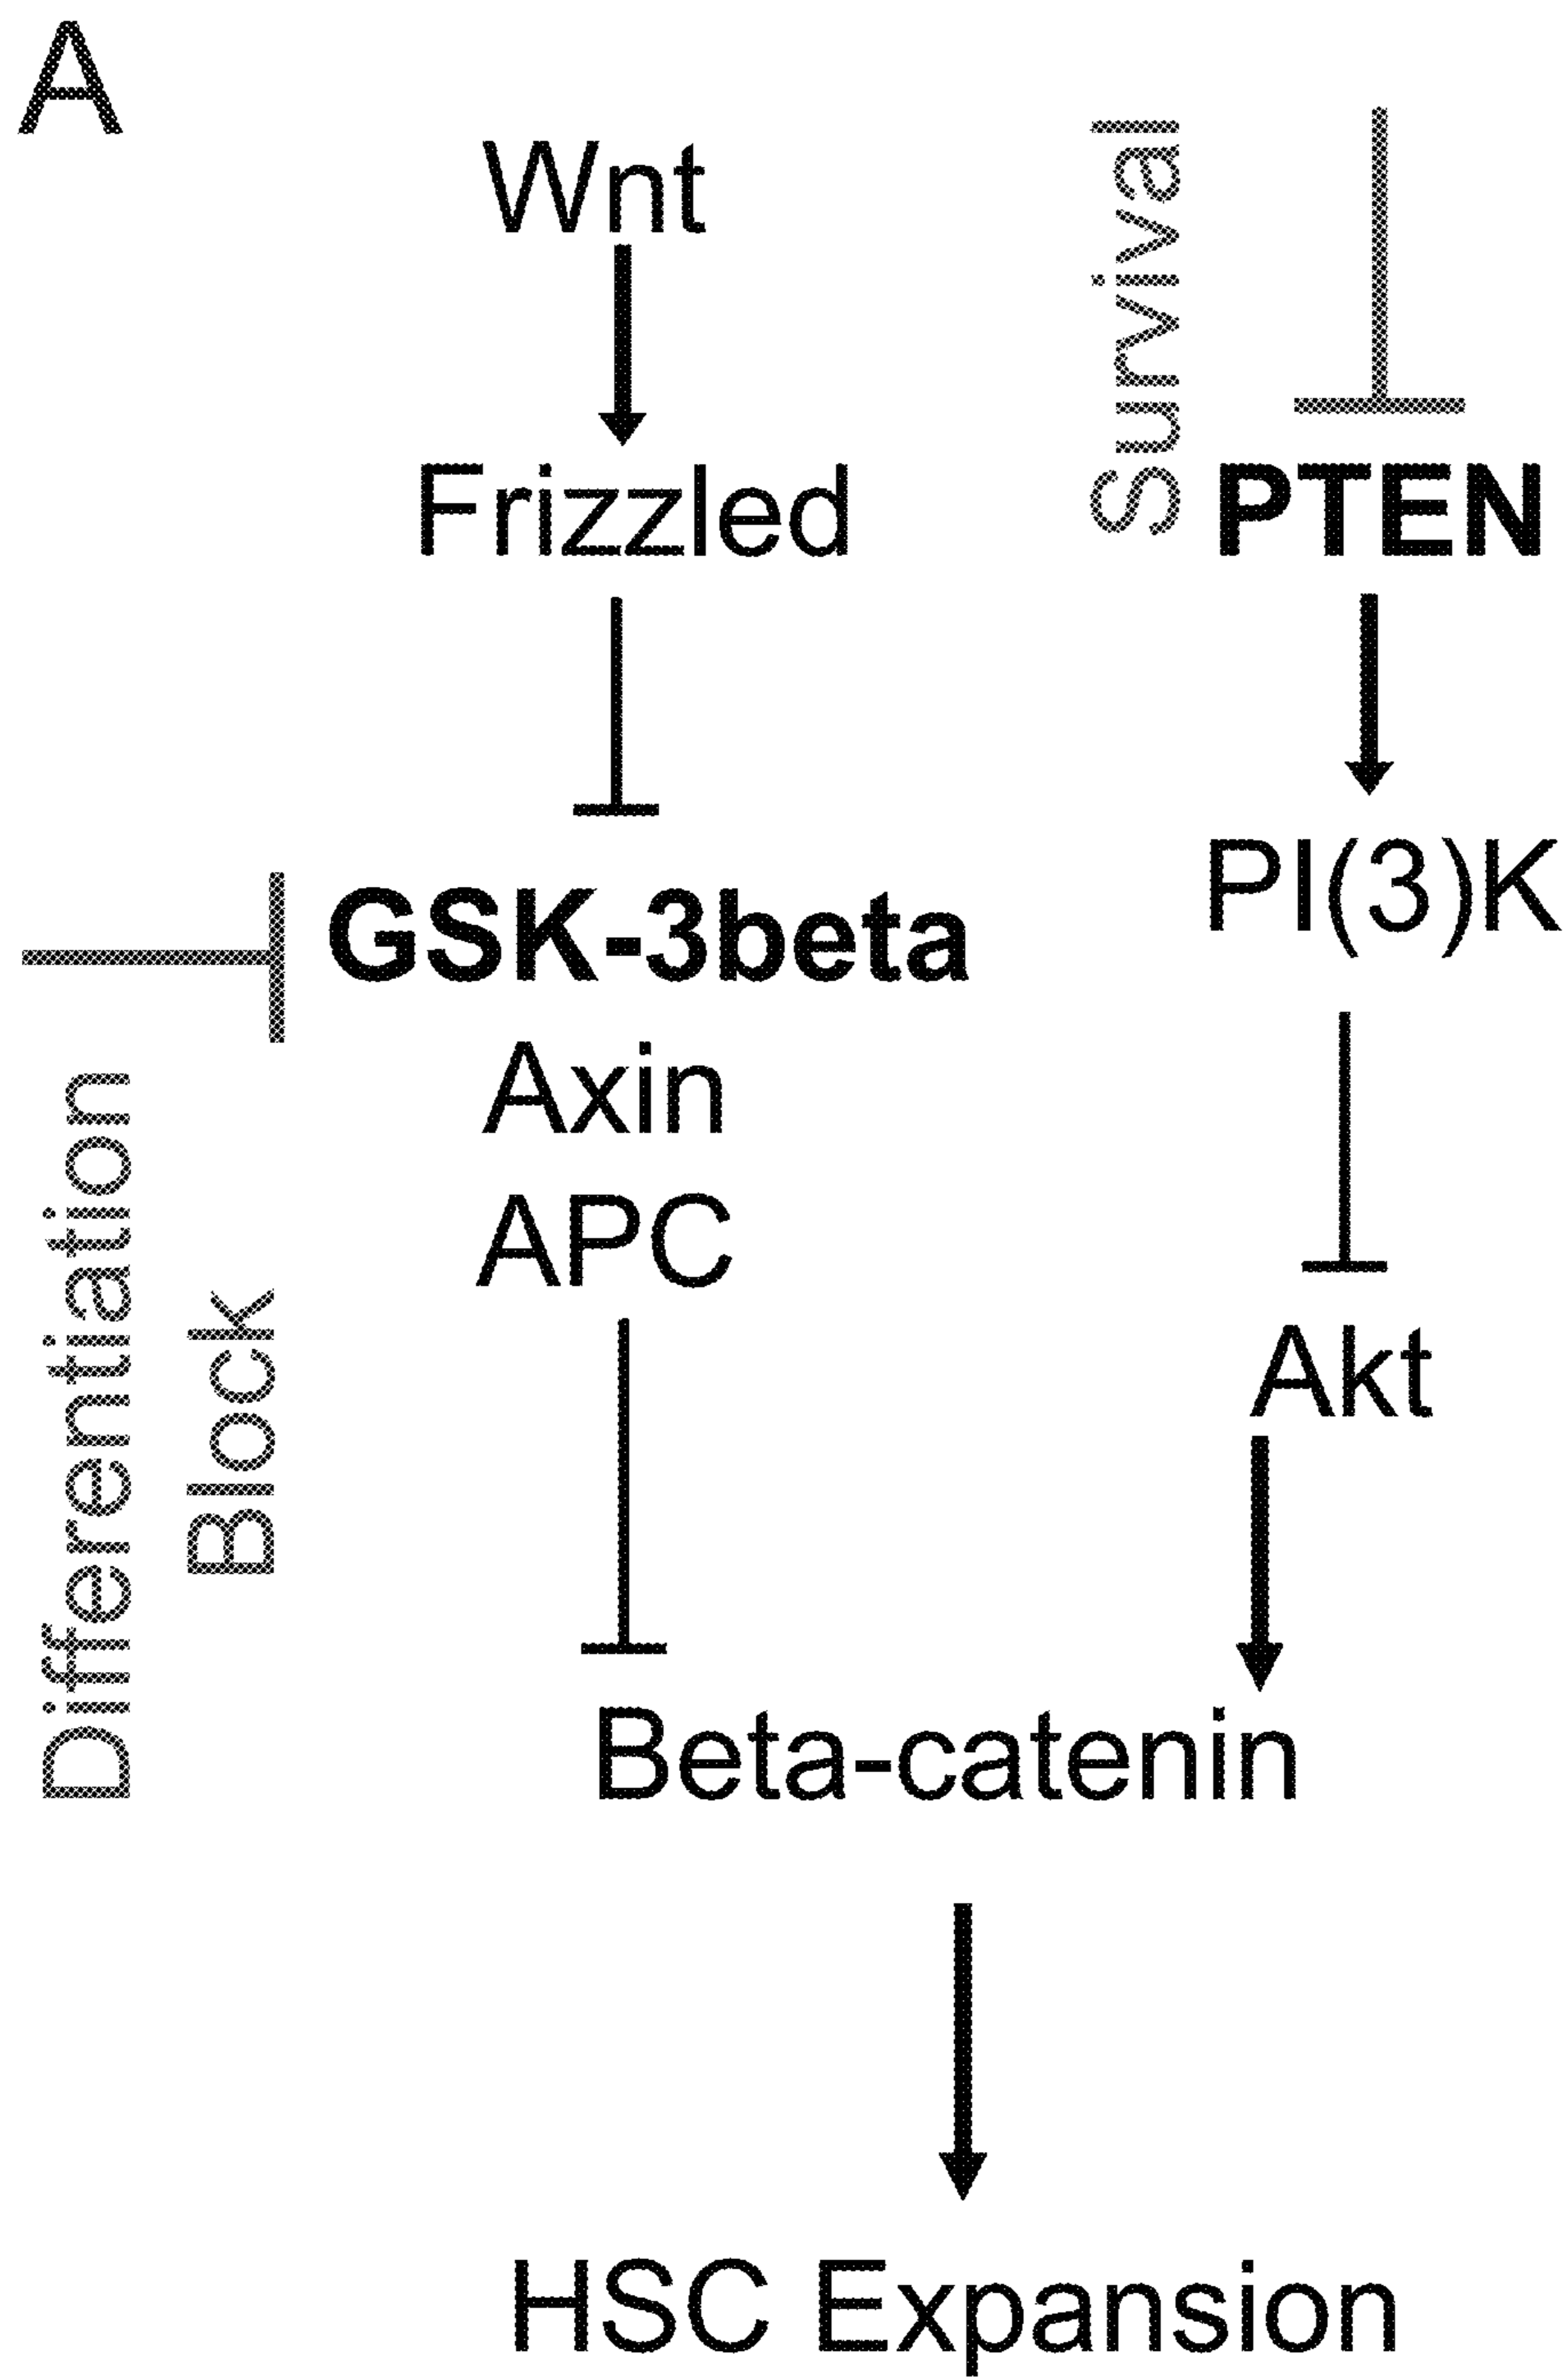 A
Wnt
Frizzled
GSK-3beta
Axin
APC
Differentiation
Block
Survival
PTEN
PI(3)K
Akt
Beta-catenin
HSC Expansion